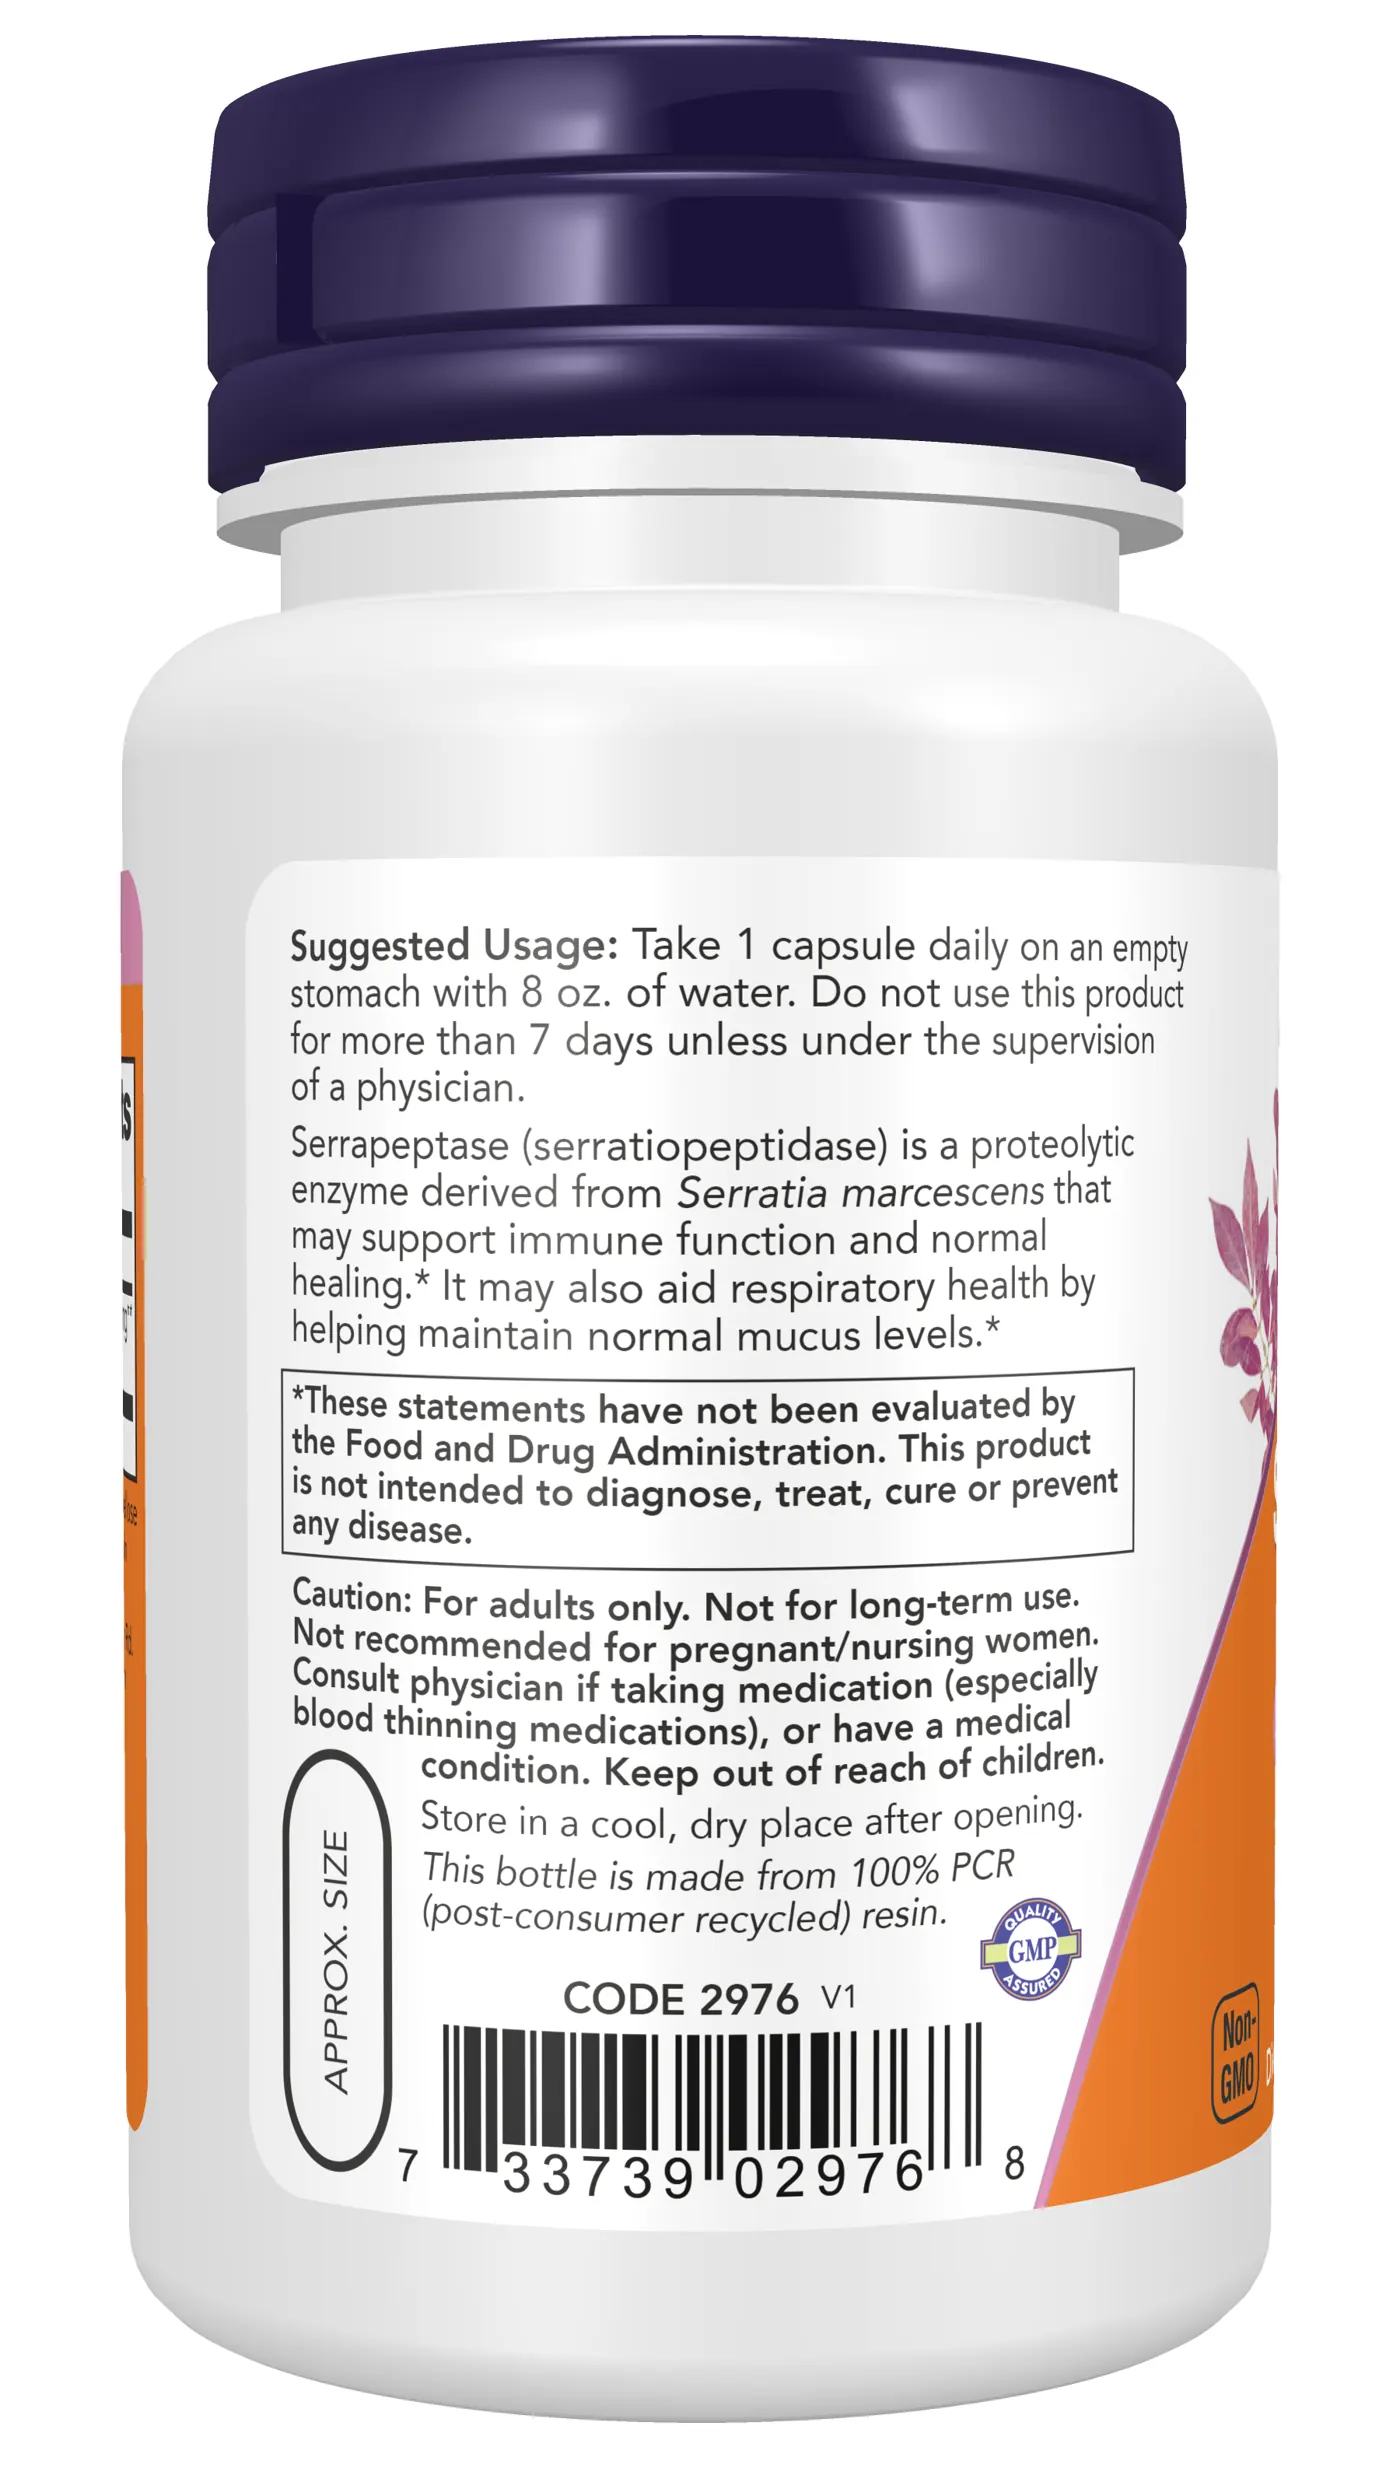 Suggested Usage: Take 1 capsule daily on an empty
stomach with 8 oz. of water. Do not use this product
for more than 7 days unless under the supervision
of a physician.
Serrapeptase (serratiopeptidase) is a proteolytic
enzyme derived from Serratia marcescens that
may support immune function and normal
healing.* It may also aid respiratory health by
helping maintain normal mucus levels.*
*These statements have not been evaluated by
the Food and Drug Administration. This product
is not intended to diagnose, treat, cure or prevent
any disease.
Caution: For adults only. Not for long-term use.
Not recommended for pregnant/nursing women.
Consult physician if taking medication (especially
blood thinning medications), or have a medical
condition. Keep out of reach of children.
Store in a cool, dry place after opening.
This bottle is made from 100% PCR
(post-consumer recycled) resin.
APPROX. SIZE
QUALITY
GMP
ASSURED
CODE 2976 V1
7 33739 02976 8
Non-
GMO